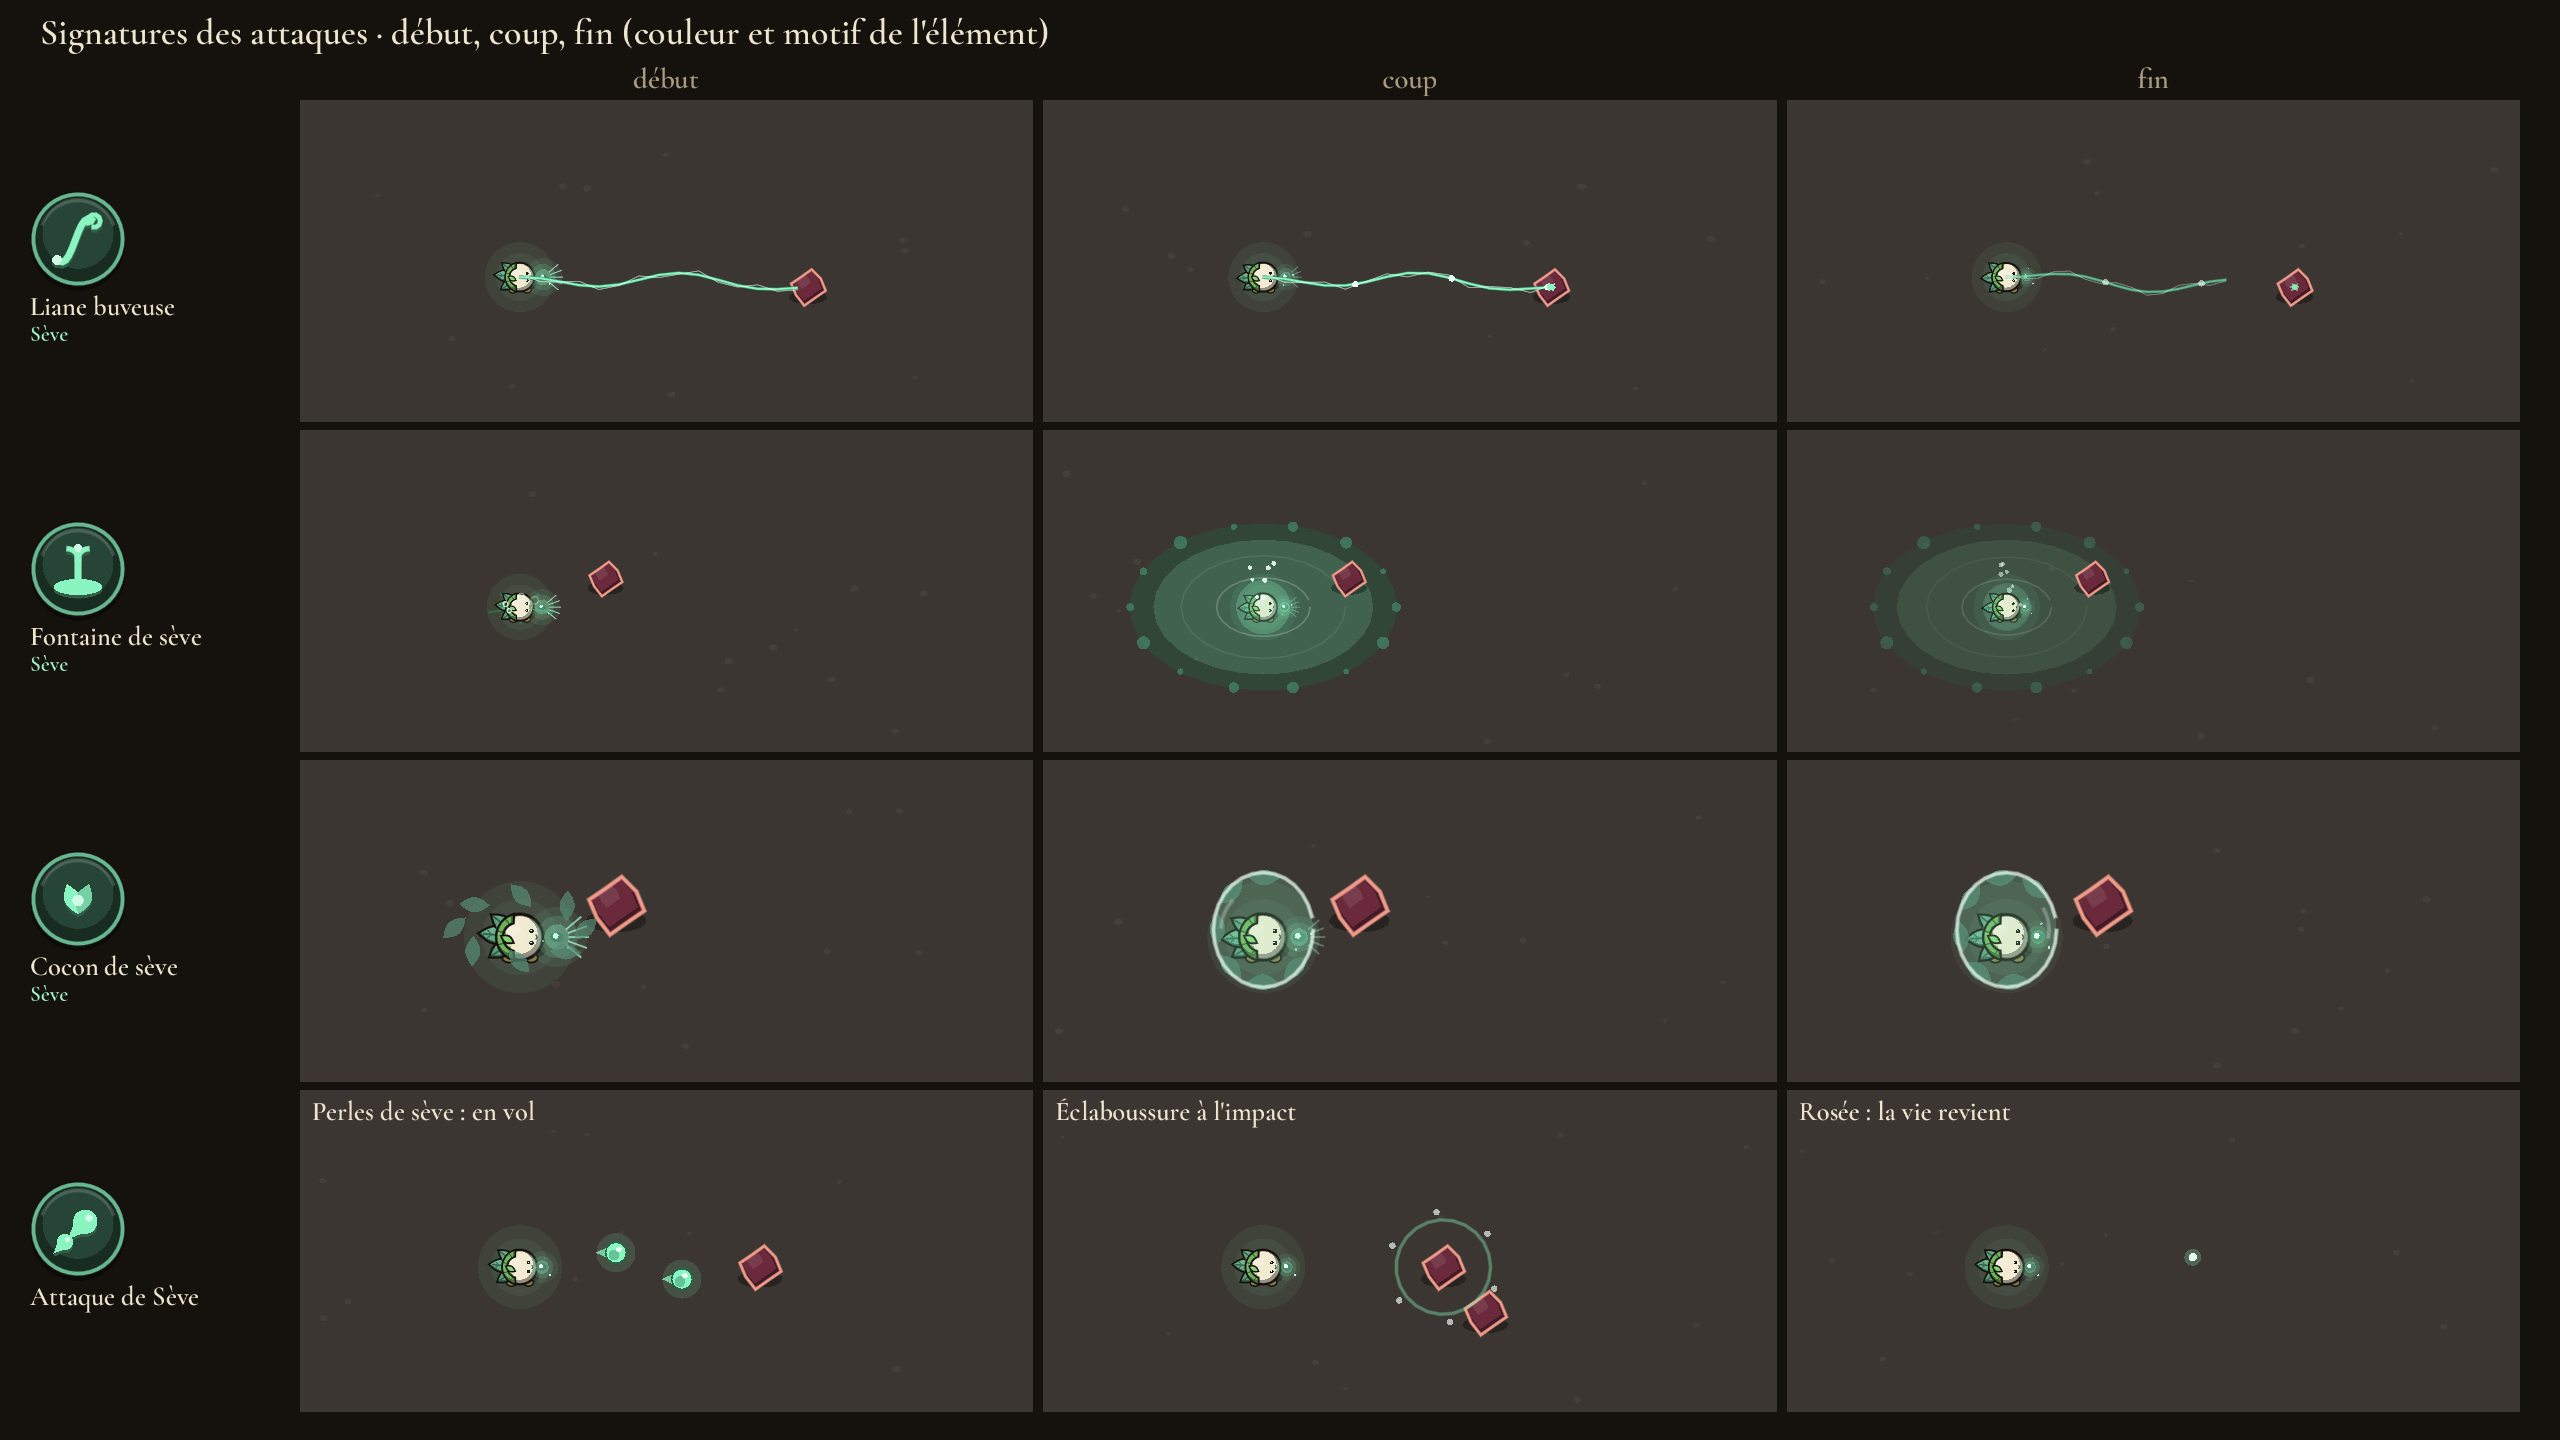 Signatures des attaques · début, coup, fin (couleur et motif de l'élément)
début
coup
fin
Liane buveuse
Sève
Fontaine de sève
Sève
Cocon de sève
Sève
Perles de sève : en vol
Éclaboussure à l'impact
Rosée : la vie revient
Attaque de Sève